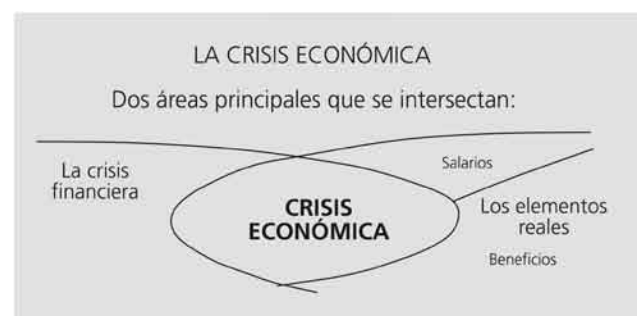 LA CRISIS ECONÓMICA
Dos áreas principales que se intersectan:
La crisis
financiera
CRISIS
ECONÓMICA
Salarios
Los elementos
reales
Beneficios